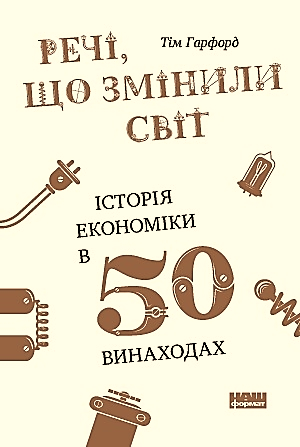 Тім Гарфорд
РЕЧІ,
ЩО ЗМІНИЛИ
СВІТ
ІСТОРІЯ
ЕКОНОМІКИ
В 50
ВИНАХОДАХ
НАШ
формат